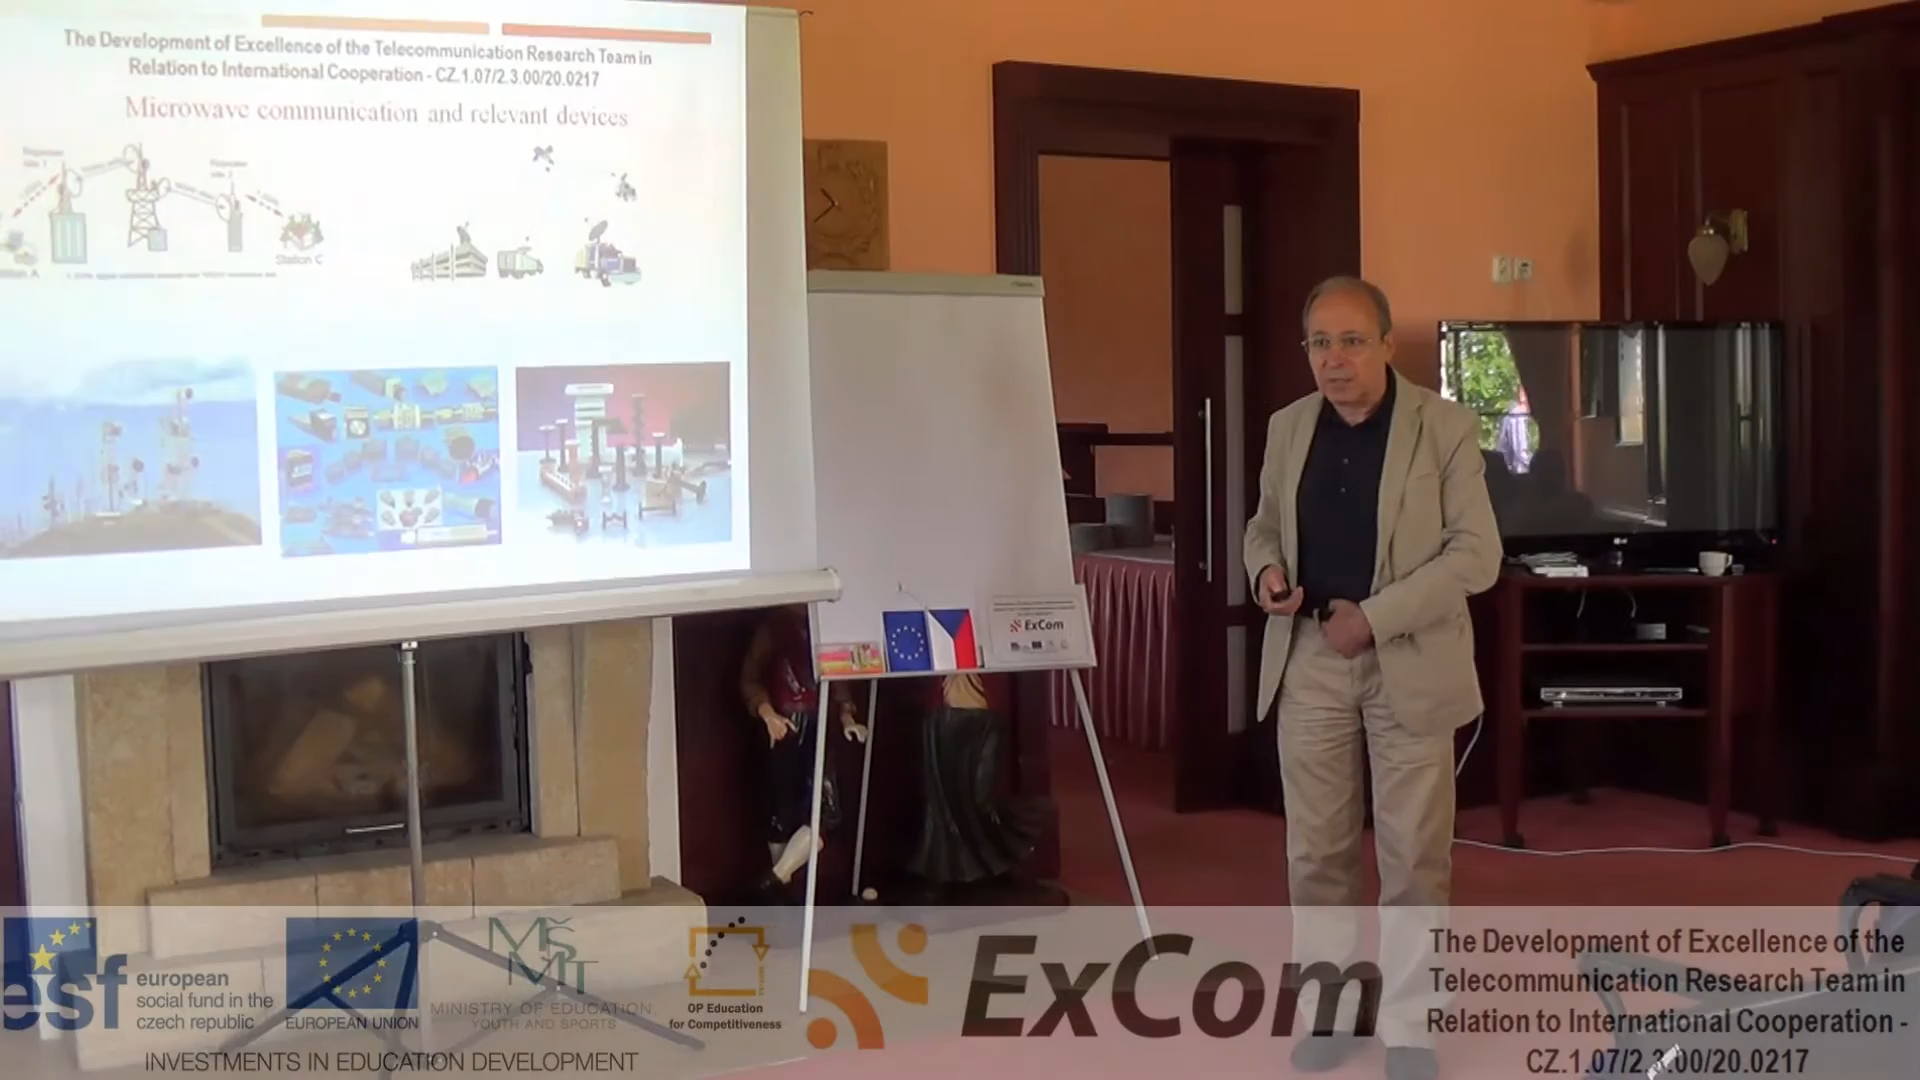 The Development of Excellence of the Telecommunication Research Team in
Relation to International Cooperation - CZ.1.07/2.3.00/20.0217
Microwave communication and relevant devices
Station C
ExCom
esf
european
social fund in the
czech republic
EUROPEAN UNION
MŠMT
MINISTRY OF EDUCATION
YOUTH AND SPORTS
OP Education
for Competitiveness
INVESTMENTS IN EDUCATION DEVELOPMENT
ExCom
The Development of Excellence of the
Telecommunication Research Team in
Relation to International Cooperation -
CZ.1.07/2.3.00/20.0217